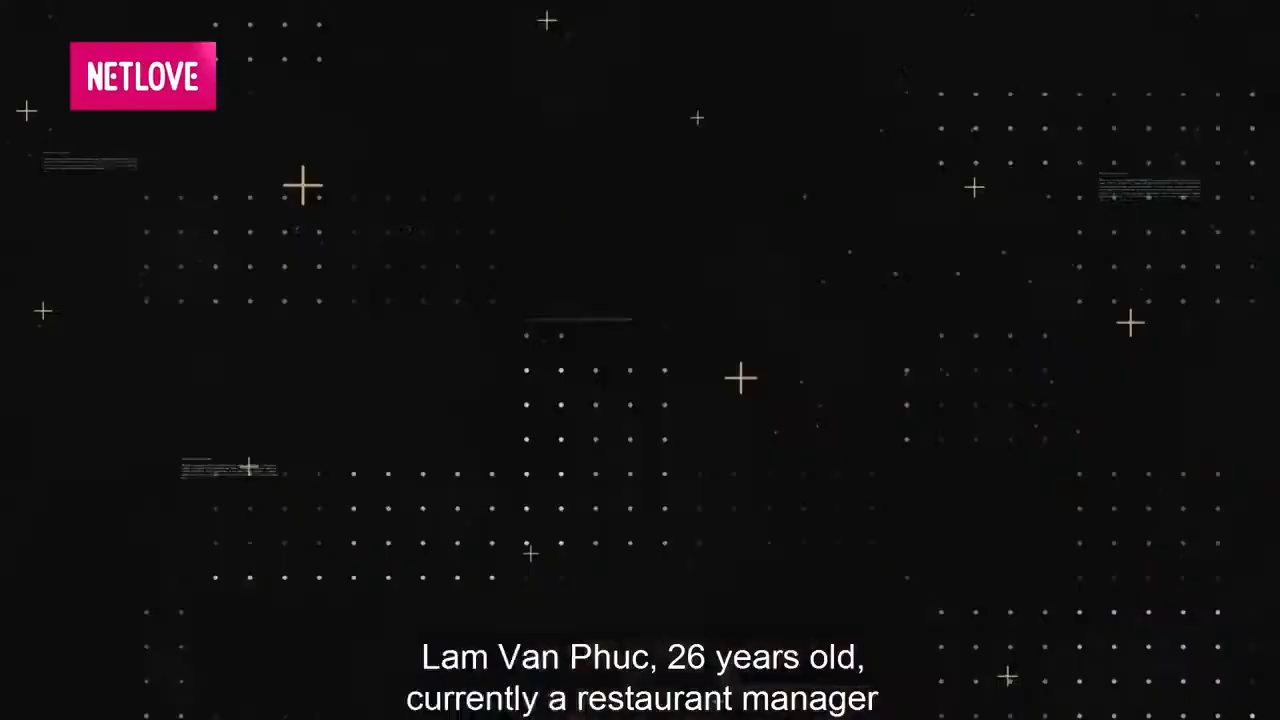 NETLOVE
Lam Van Phuc, 26 years old,
currently a restaurant manager